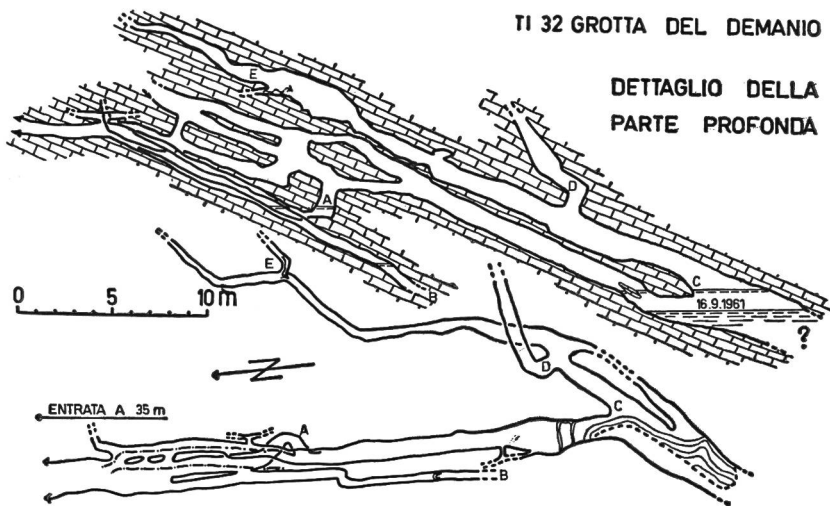 TI 32 GROTTA DEL DEMANIO
DETTAGLIO DELLA
PARTE PROFONDA
E
D
A
B
C
16.9.1961
?
0 5 10 m
E
D
N
C
ENTRATA A 35 m
A
B